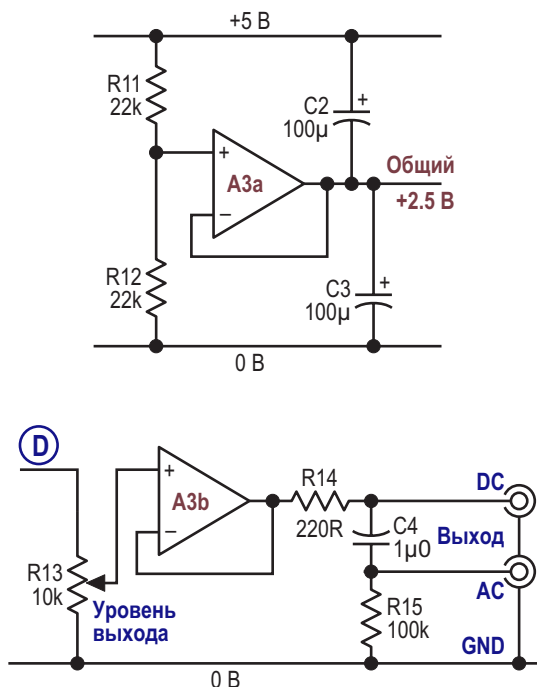 +5 В
R11
22k
C2
+
100µ
+
A3a
−
Общий
+2.5 В
R12
22k
C3
+
100µ
0 В
D
+
A3b
−
R14
220R
DC
C4
1µ0
Выход
R13
10k
Уровень
выхода
AC
R15
100k
GND
0 В